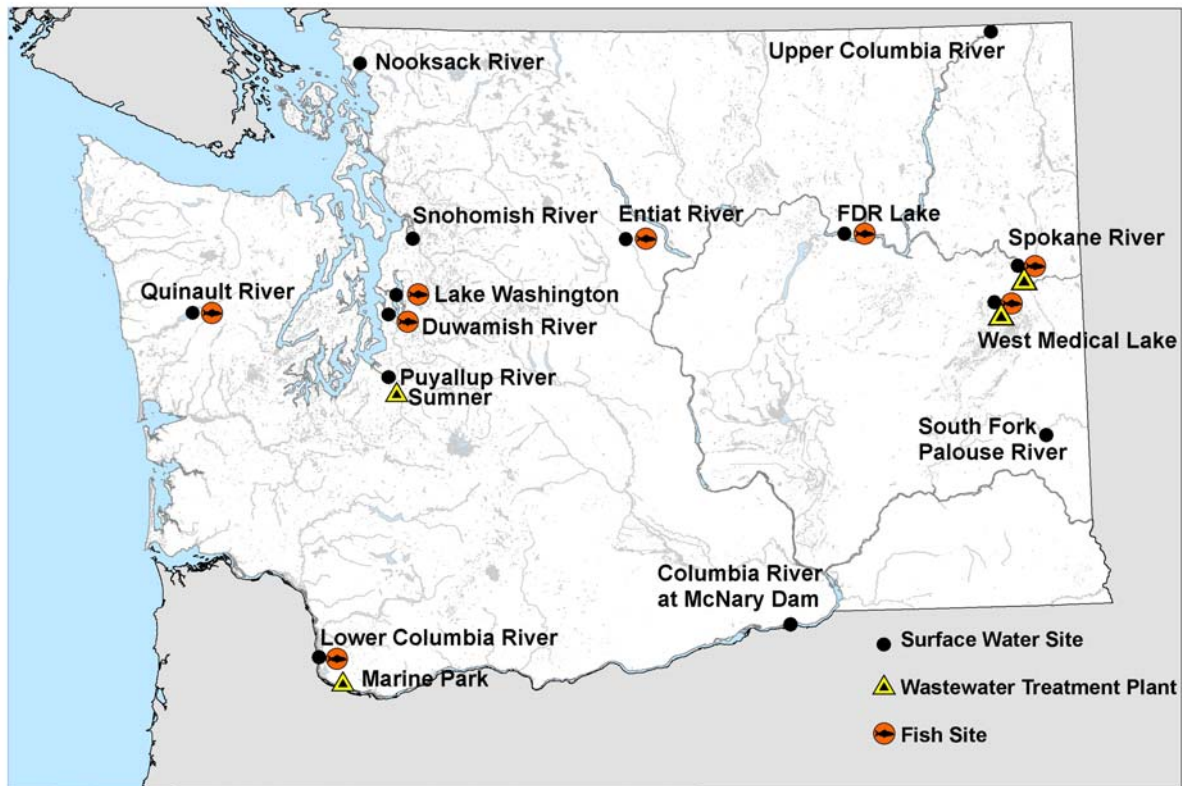 Upper Columbia River
Nooksack River
Snohomish River
Entiat River
FDR Lake
Spokane River
Quinault River
Lake Washington
Duwamish River
West Medical Lake
Puyallup River
Sumner
South Fork
Palouse River
Columbia River
at McNary Dam
Lower Columbia River
Marine Park
Surface Water Site
Wastewater Treatment Plant
Fish Site